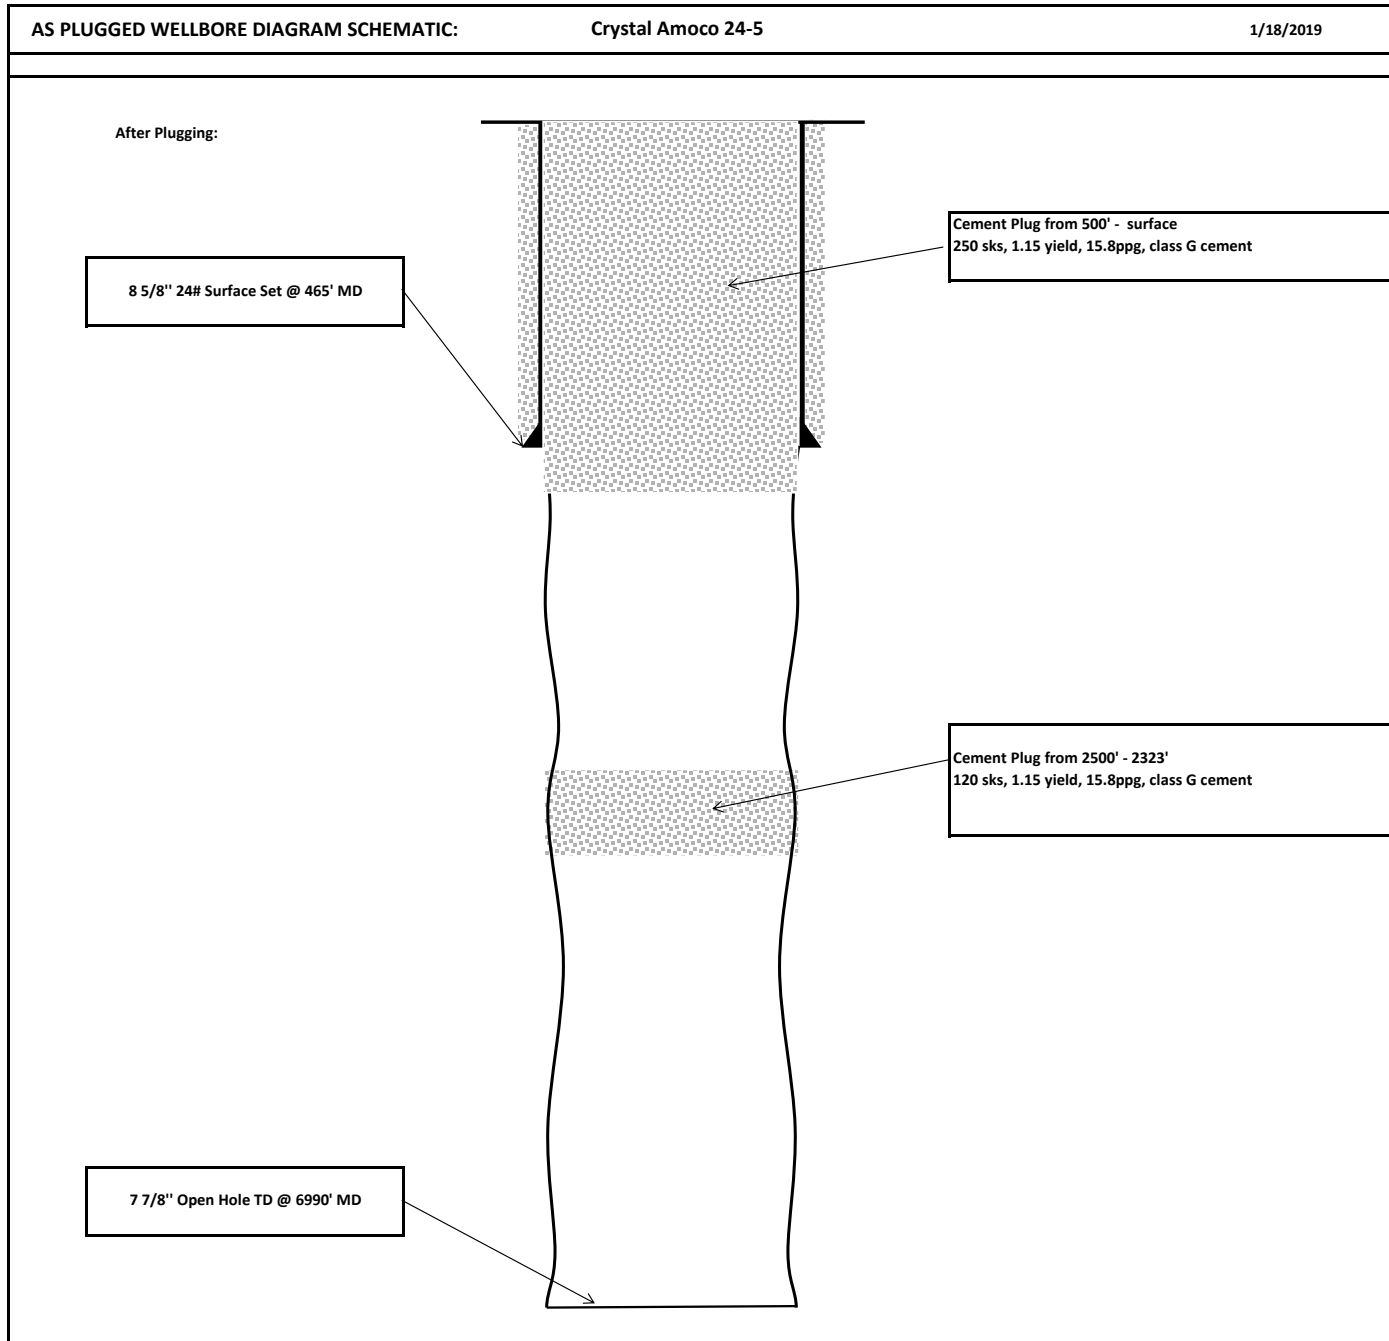 AS PLUGGED WELLBORE DIAGRAM SCHEMATIC: Crystal Amoco 24-5 1/18/2019
After Plugging:
Cement Plug from 500' - surface
250 sks, 1.15 yield, 15.8ppg, class G cement
8 5/8'' 24# Surface Set @ 465' MD
Cement Plug from 2500' - 2323'
120 sks, 1.15 yield, 15.8ppg, class G cement
7 7/8'' Open Hole TD @ 6990' MD